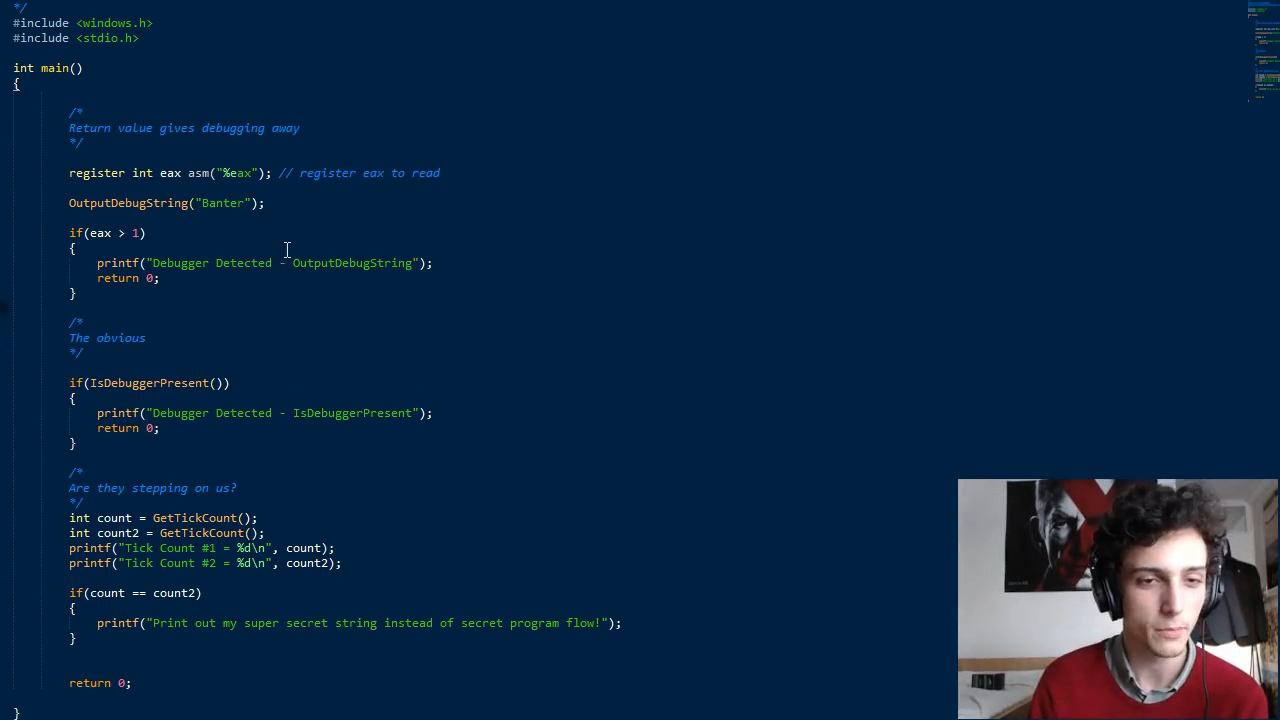 */
#include <windows.h>
#include <stdio.h>
int main()
{
/*
Return value gives debugging away
*/
register int eax asm("%eax"); // register eax to read
OutputDebugString("Banter");
if(eax > 1)
{
printf("Debugger Detected - OutputDebugString");
return 0;
}
/*
The obvious
*/
if(IsDebuggerPresent())
{
printf("Debugger Detected - IsDebuggerPresent");
return 0;
}
/*
Are they stepping on us?
*/
int count = GetTickCount();
int count2 = GetTickCount();
printf("Tick Count #1 = %d\n", count);
printf("Tick Count #2 = %d\n", count2);
if(count == count2)
{
printf("Print out my super secret string instead of secret program flow!");
}
return 0;
}